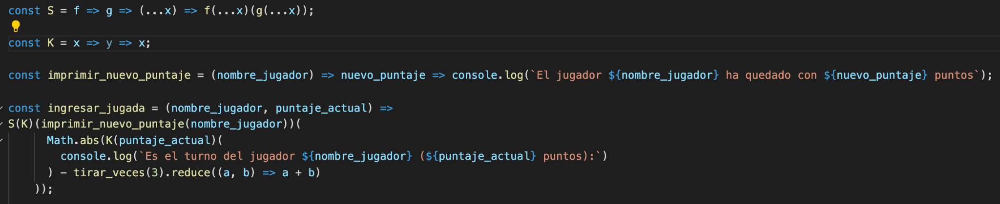 const S = f => g => (...x) => f(...x)(g(...x));
const K = x => y => x;
const imprimir_nuevo_puntaje = (nombre_jugador) => nuevo_puntaje => console.log(`El jugador ${nombre_jugador} ha quedado con ${nuevo_puntaje} puntos`);
const ingresar_jugada = (nombre_jugador, puntaje_actual) =>
S(K)(imprimir_nuevo_puntaje(nombre_jugador))(
Math.abs(K(puntaje_actual)(
console.log(`Es el turno del jugador ${nombre_jugador} (${puntaje_actual} puntos):`)
) - tirar_veces(3).reduce((a, b) => a + b)
));